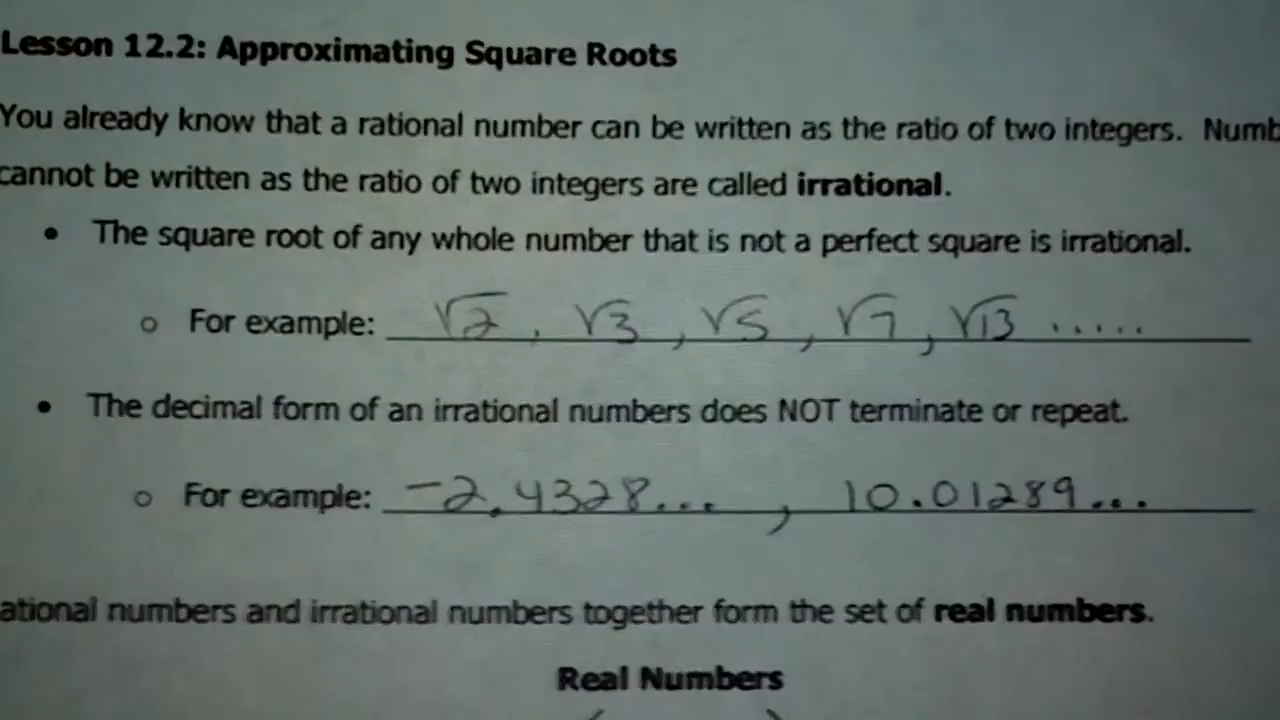 Lesson 12.2: Approximating Square Roots
You already know that a rational number can be written as the ratio of two integers. Numb
cannot be written as the ratio of two integers are called irrational.
• The square root of any whole number that is not a perfect square is irrational.
o For example: √2, √3, √5, √7, √13 .....
• The decimal form of an irrational numbers does NOT terminate or repeat.
o For example: -2.4328..., 10.01289...
ational numbers and irrational numbers together form the set of real numbers.
Real Numbers